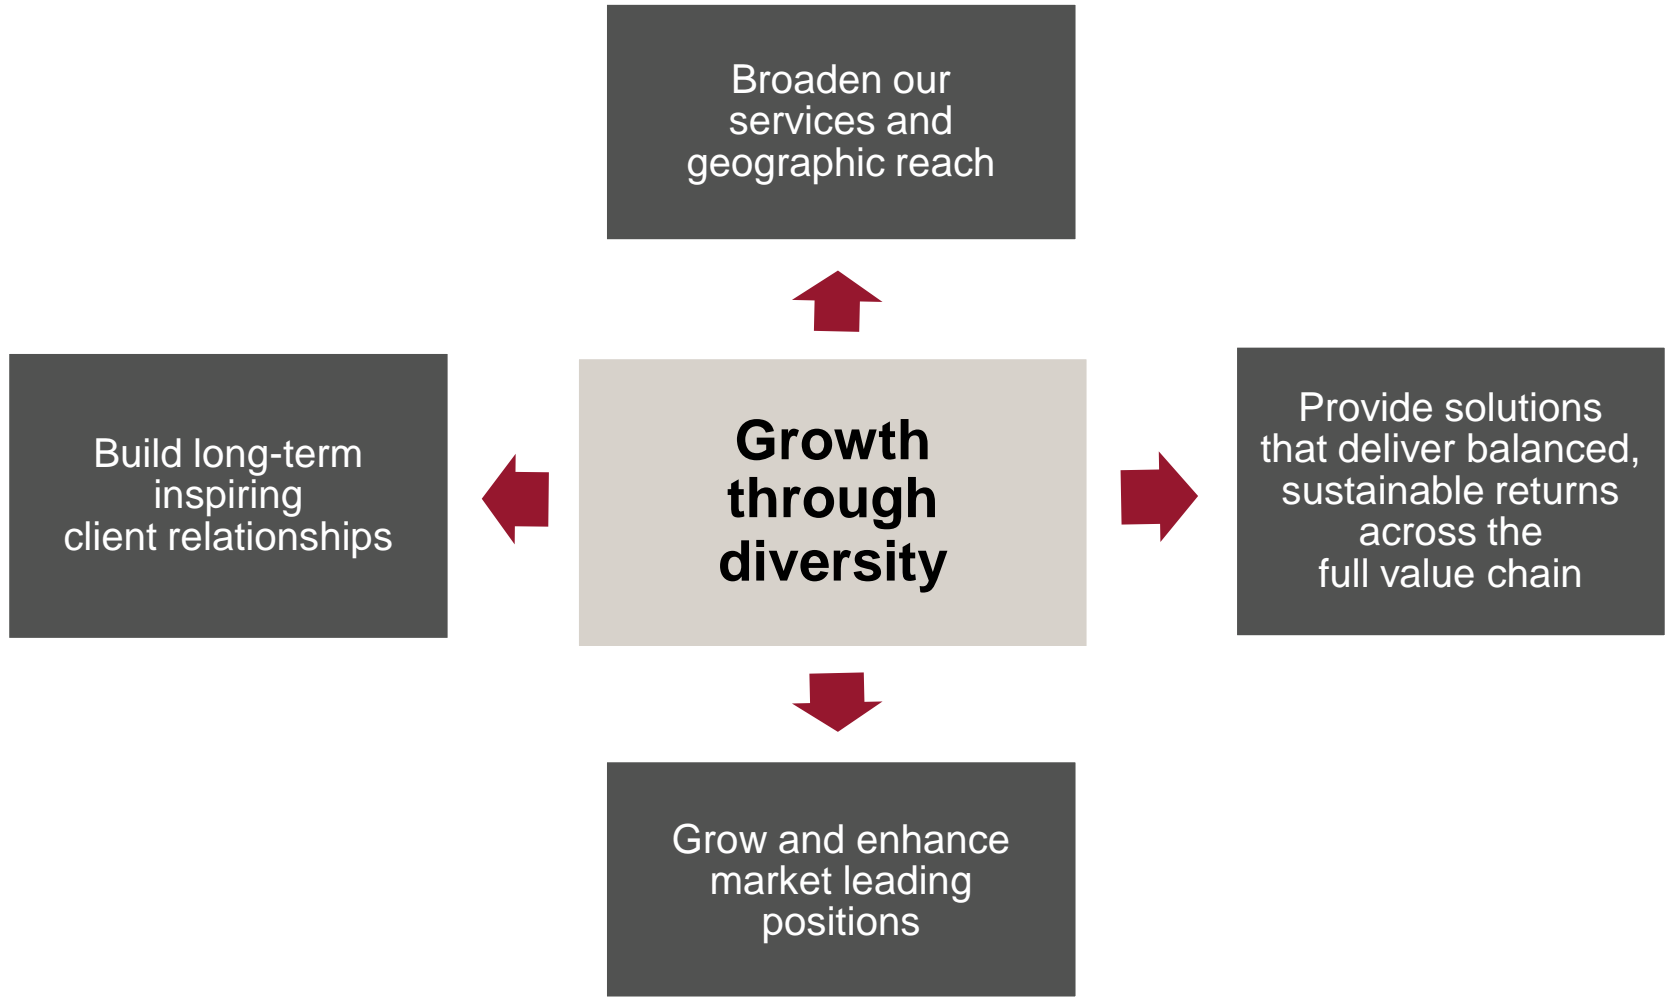 Broaden our
services and
geographic reach
Build long-term
inspiring
client relationships
Growth
through
diversity
Provide solutions
that deliver balanced,
sustainable returns
across the
full value chain
Grow and enhance
market leading
positions